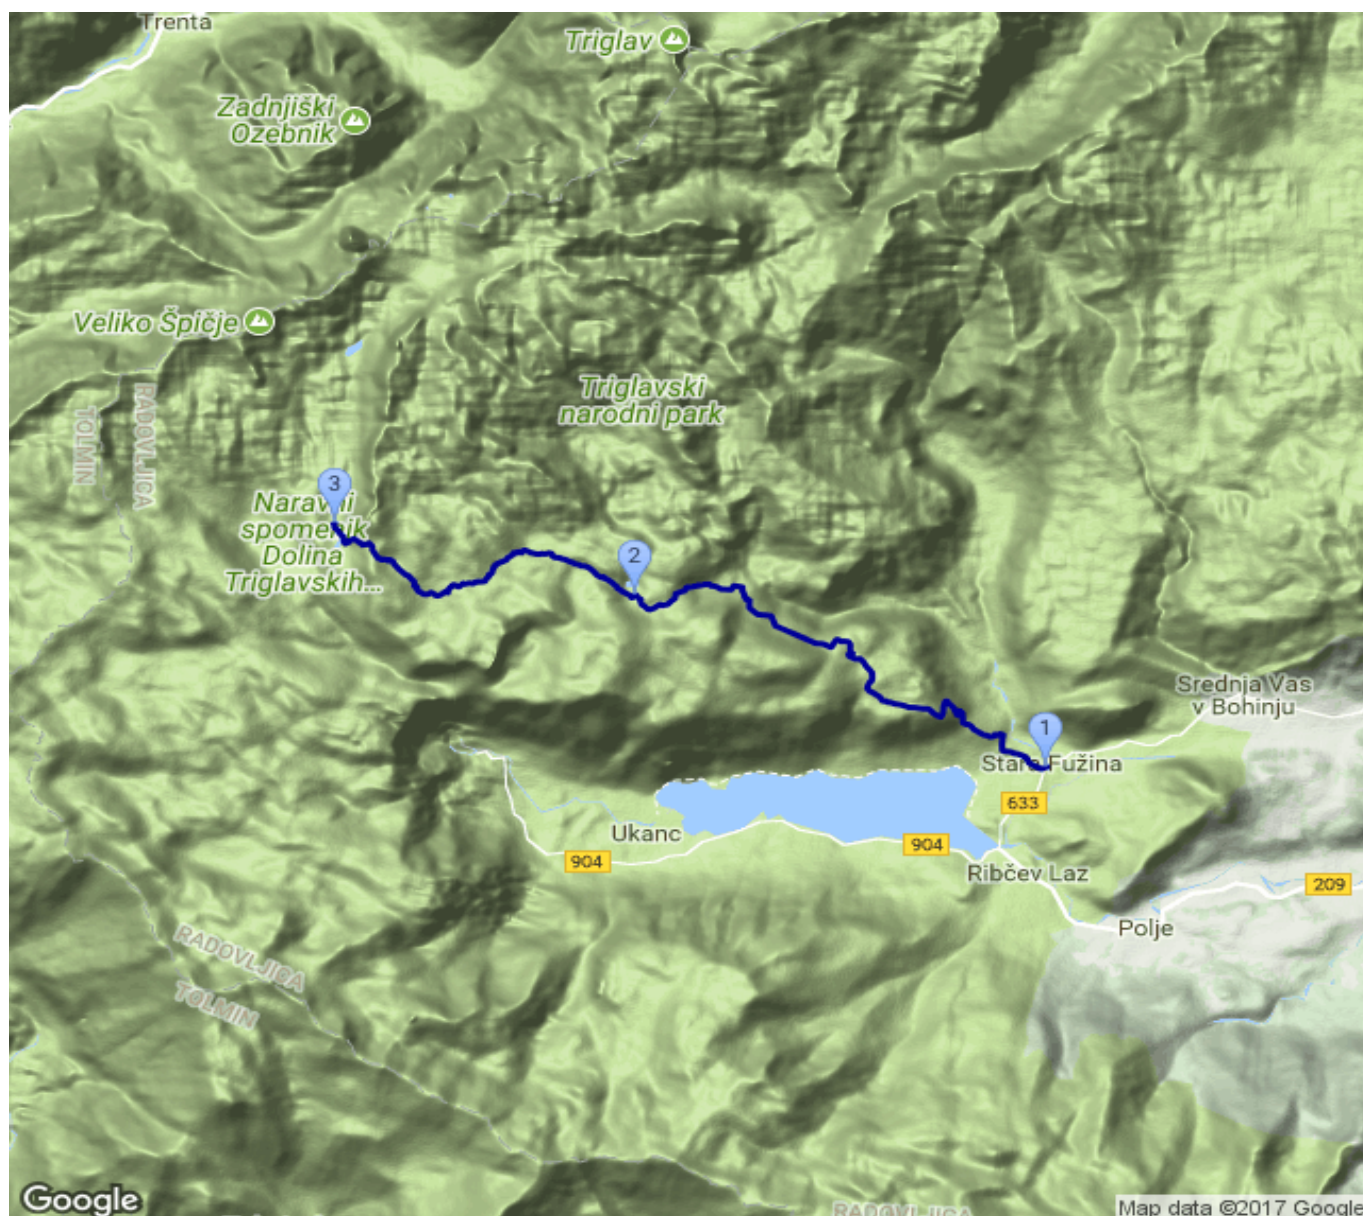 Trenta
Triglav
Zadnjiški
Ozebnik
Veliko Špičje
Triglavski
narodni park
TOLMIN
RADOVLJICA
3
Naravni
spomenik
Dolina
Triglavskih...
2
Srednja Vas
v Bohinju
1
Stara Fužina
633
Ukanc
904
904
Ribčev Laz
209
Polje
RADOVLJICA
TOLMIN
RADOVLJICA
Google
Map data ©2017 Google